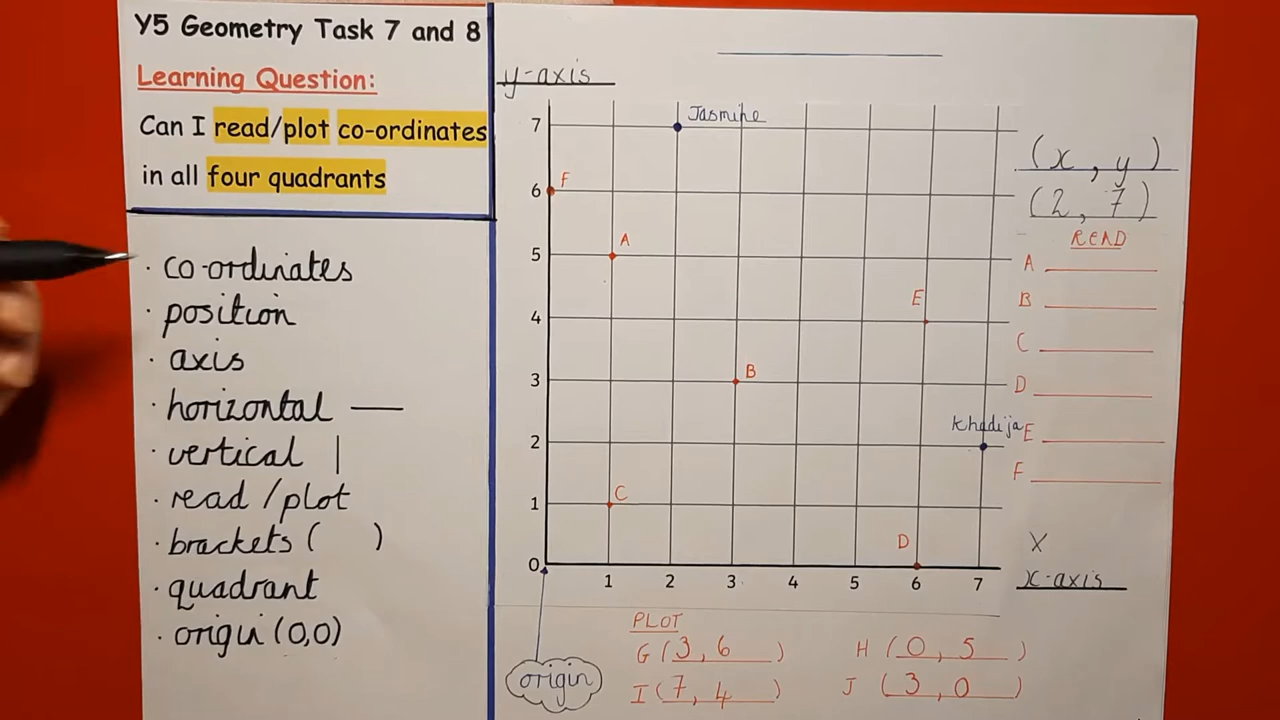 Y5 Geometry Task 7 and 8
Learning Question:
Can I read/plot co-ordinates
in all four quadrants
· co-ordinates
· position
· axis
· horizontal —
· vertical |
· read /plot
· brackets ( )
· quadrant
· origin (0,0)
y-axis
7
6
5
4
3
2
1
0
1 2 3 4 5 6 7
Jasmine
F
A
E
B
Khadija
C
D
origin
(x, y)
(2, 7)
READ
A
B
C
D
E
F
X
x-axis
PLOT
G (3, 6) H (0, 5)
I (7, 4) J (3, 0)